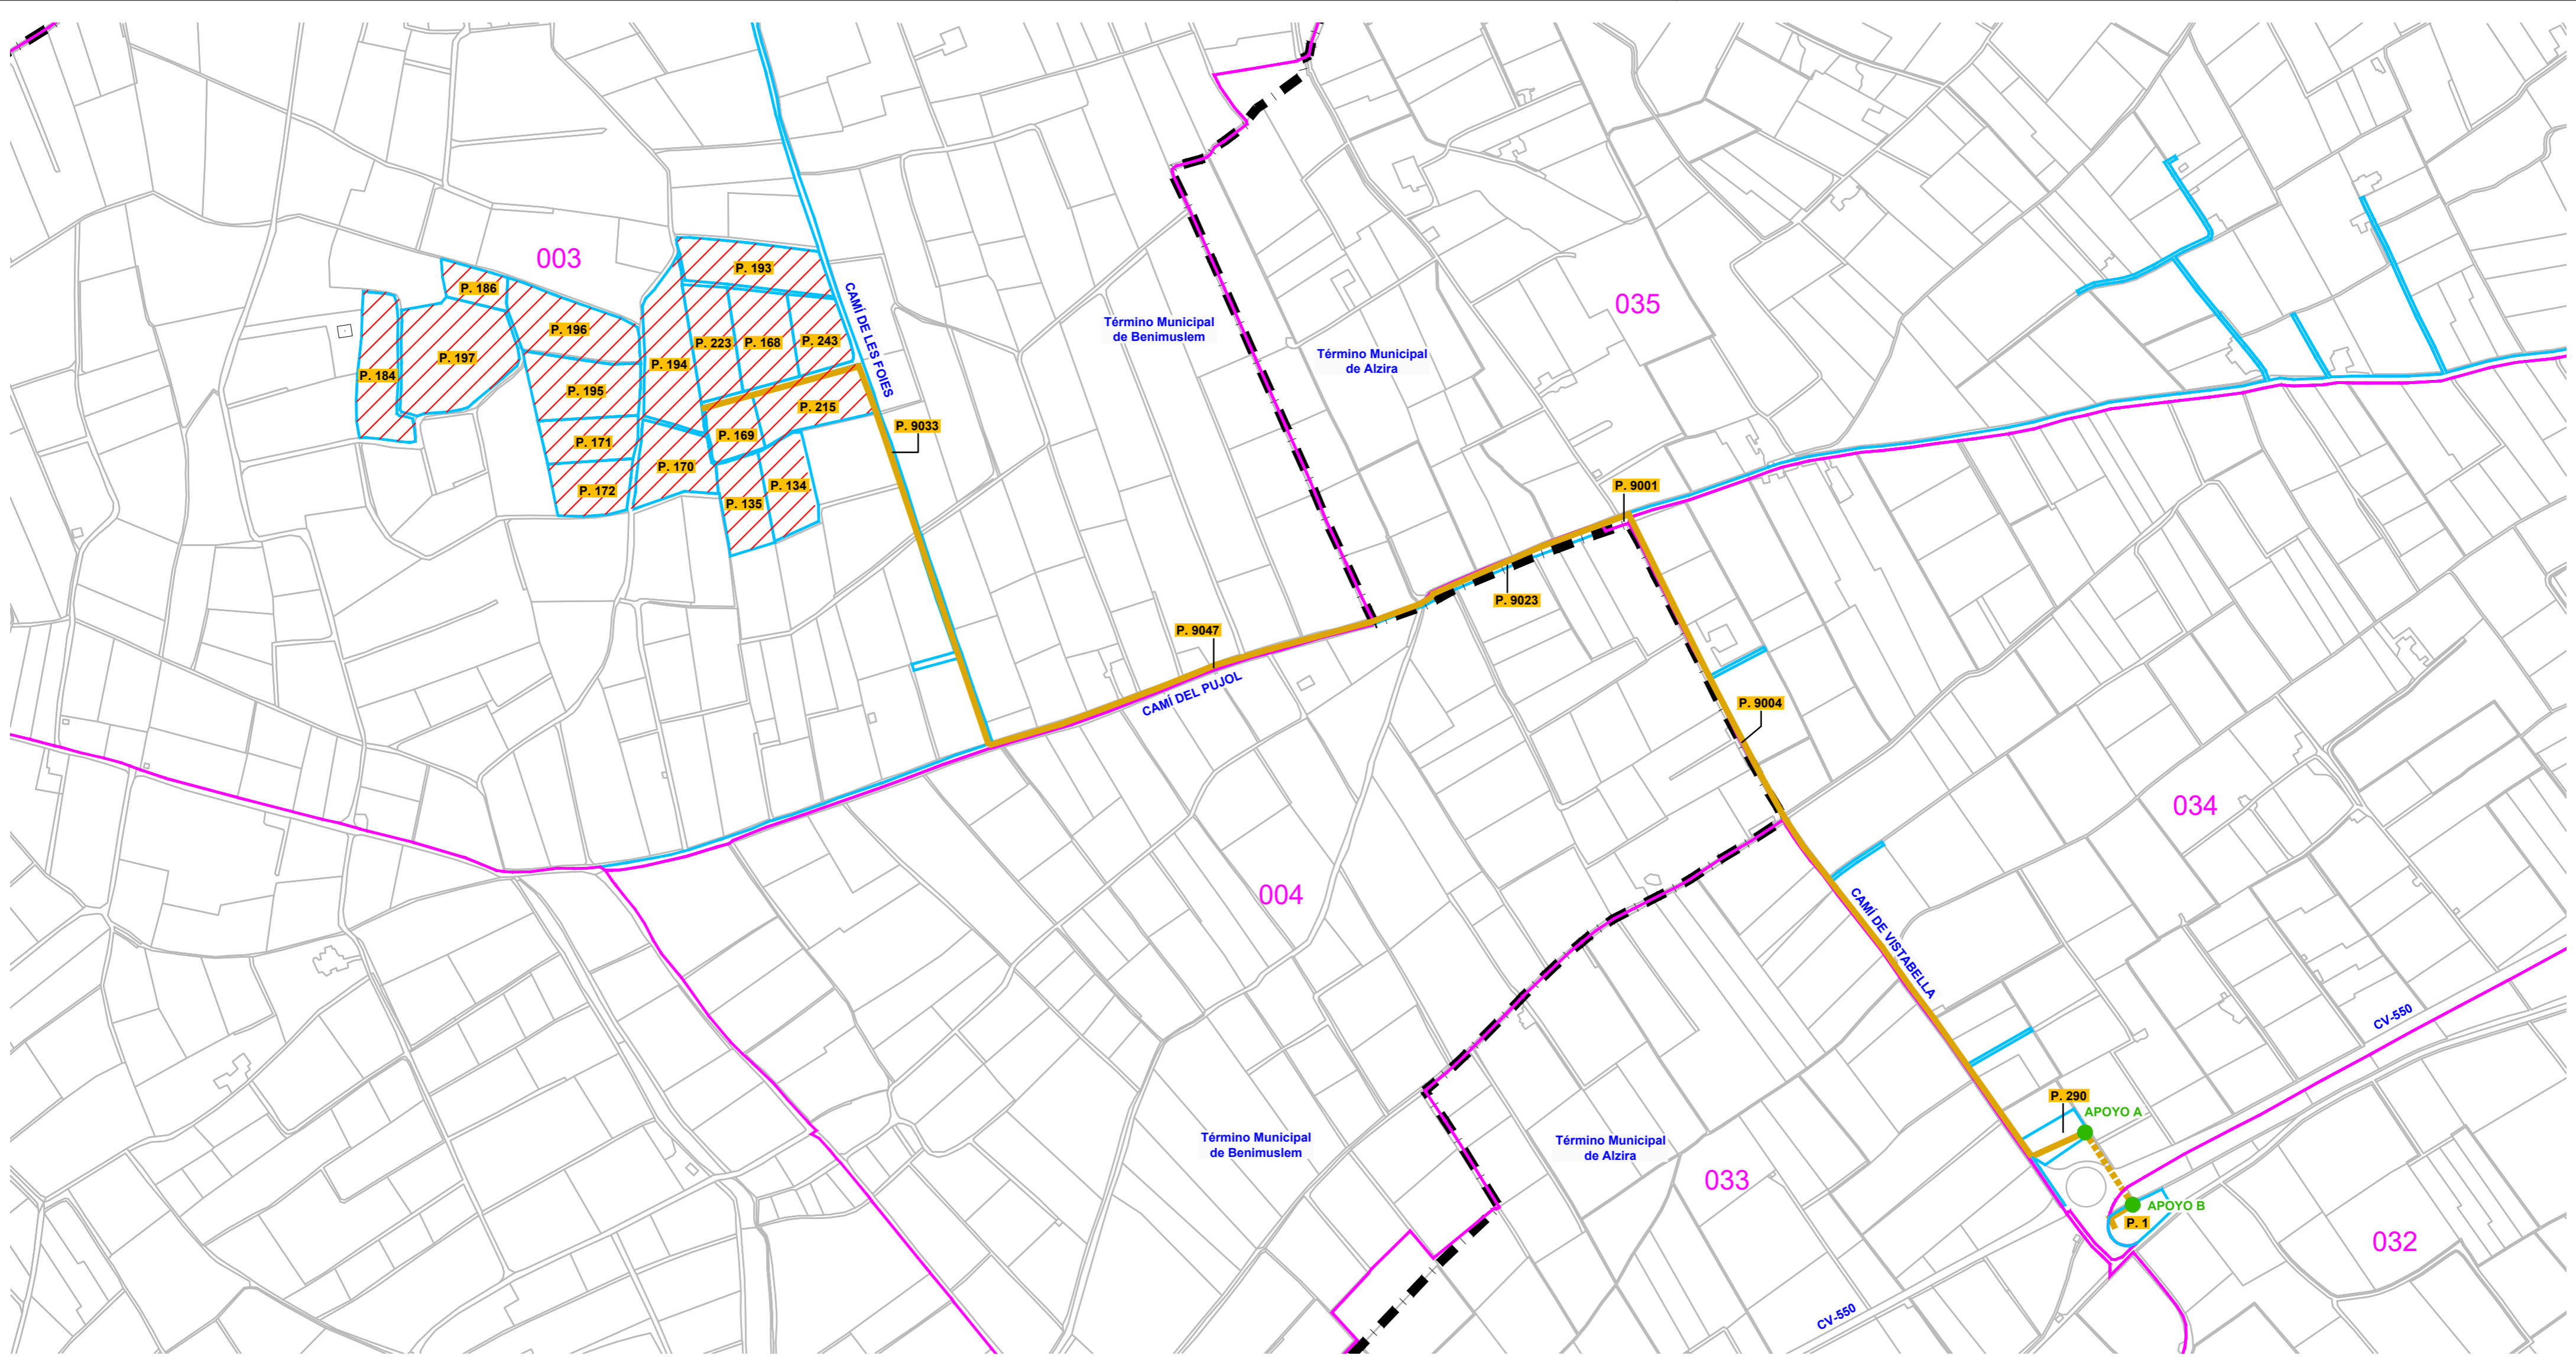 003
P. 193
P. 186
CAMÍ DE LES FOIES
035
Término Municipal
de Benimuslem
P. 196
P. 223
P. 168
P. 243
P. 197
Término Municipal
de Alzira
P. 194
P. 184
P. 195
P. 215
P. 9033
P. 169
P. 171
P. 170
P. 134
P. 9001
P. 172
P. 135
P. 9023
P. 9047
CAMÍ DEL PUJOL
P. 9004
034
004
CAMÍ DE VISTABELLA
CV-550
P. 290
APOYO A
Término Municipal
de Benimuslem
Término Municipal
de Alzira
033
APOYO B
P. 1
032
CV-550